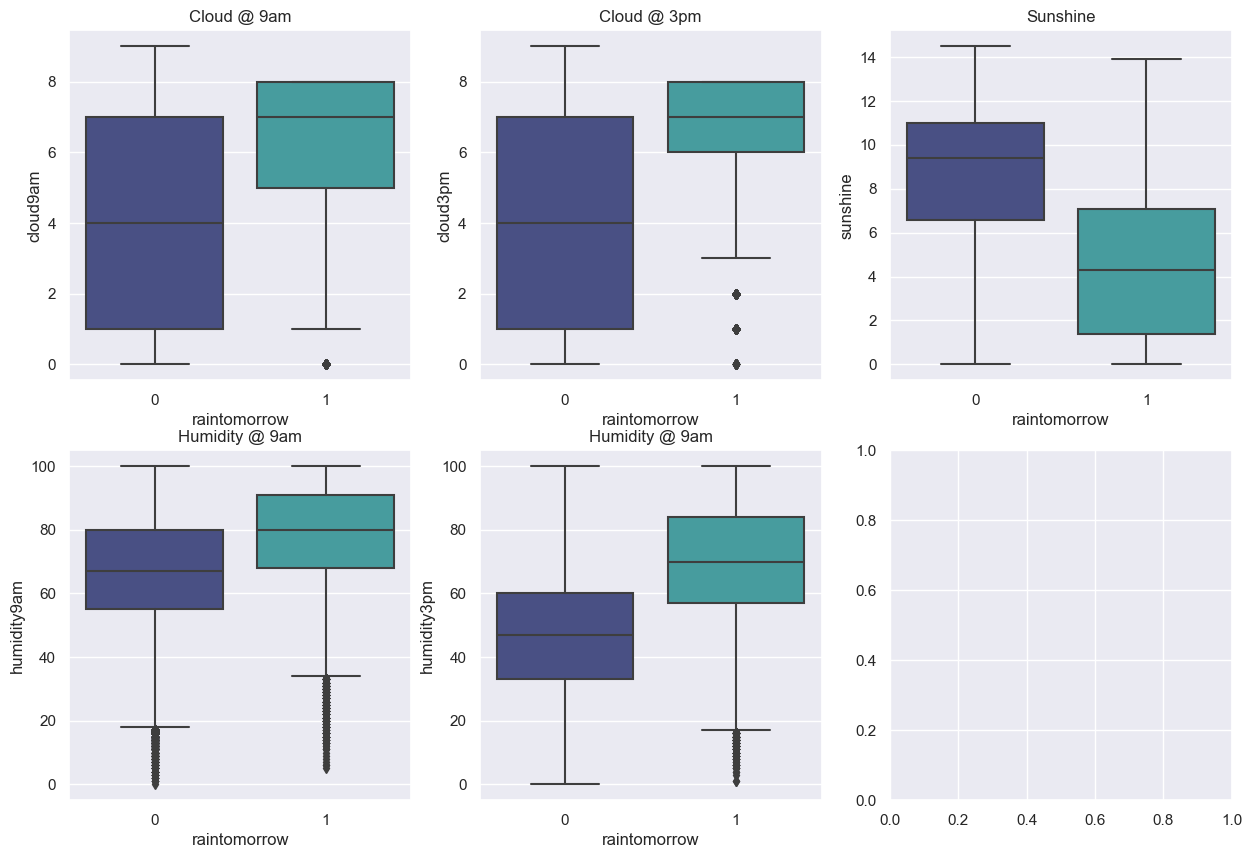 Cloud @ 9am
cloud9am
8
6
4
2
0
0 1
raintomorrow
Cloud @ 3pm
cloud3pm
8
6
4
2
0
0 1
raintomorrow
Sunshine
sunshine
14
12
10
8
6
4
2
0
0 1
raintomorrow
Humidity @ 9am
humidity9am
100
80
60
40
20
0
0 1
raintomorrow
Humidity @ 9am
humidity3pm
100
80
60
40
20
0
0 1
raintomorrow
1.0
0.8
0.6
0.4
0.2
0.0
0.0 0.2 0.4 0.6 0.8 1.0